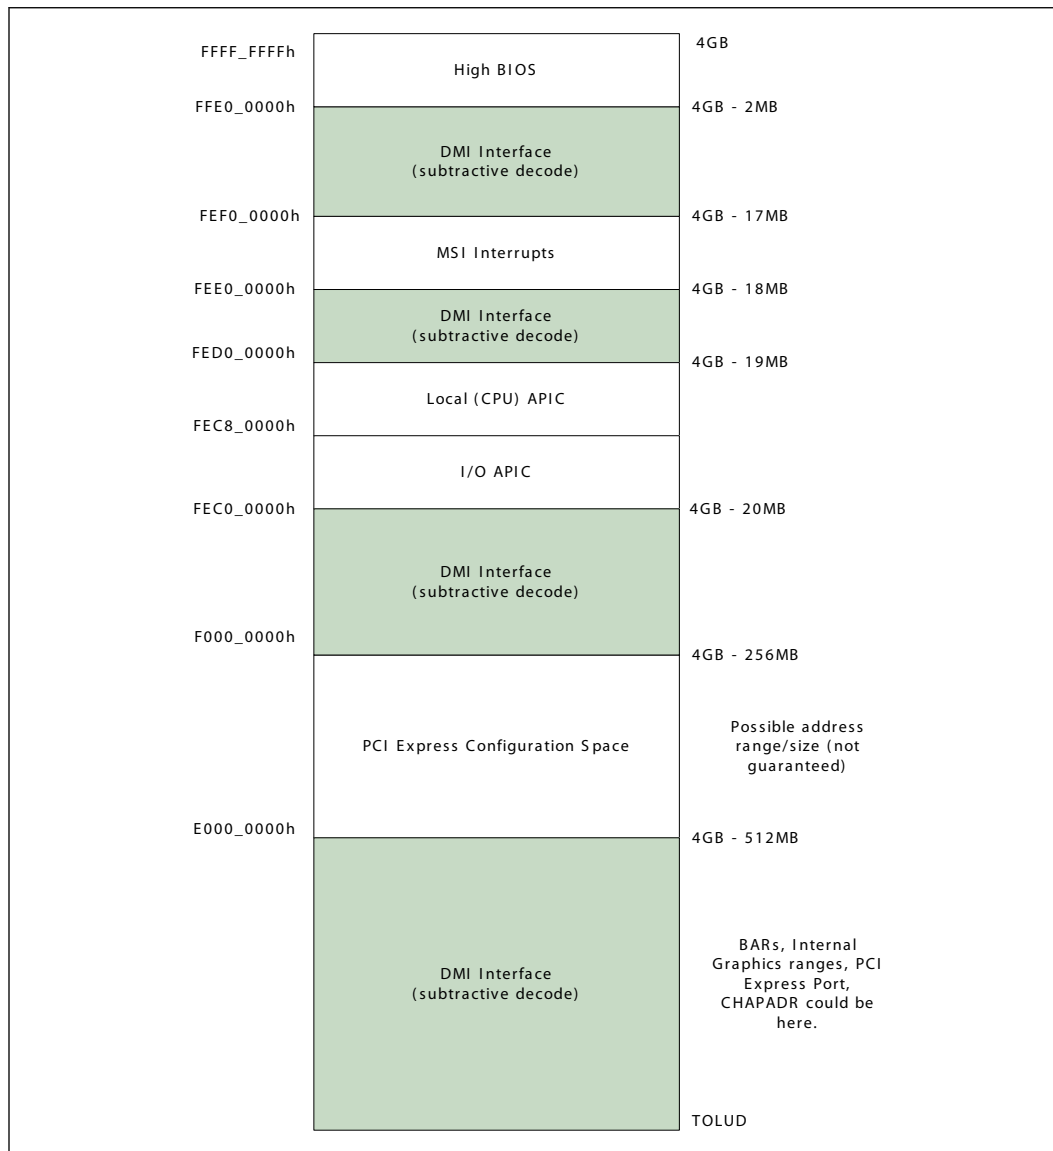 FFFF_FFFFh
4GB
High BIOS
FFE0_0000h
4GB - 2MB
DMI Interface
(subtractive decode)
FEF0_0000h
4GB - 17MB
MSI Interrupts
FEE0_0000h
4GB - 18MB
DMI Interface
(subtractive decode)
FED0_0000h
4GB - 19MB
Local (CPU) APIC
FEC8_0000h
I/O APIC
FEC0_0000h
4GB - 20MB
DMI Interface
(subtractive decode)
F000_0000h
4GB - 256MB
PCI Express Configuration Space
Possible address
range/size (not
guaranteed)
E000_0000h
4GB - 512MB
DMI Interface
(subtractive decode)
BARs, Internal
Graphics ranges, PCI
Express Port,
CHAPADR could be
here.
TOLUD